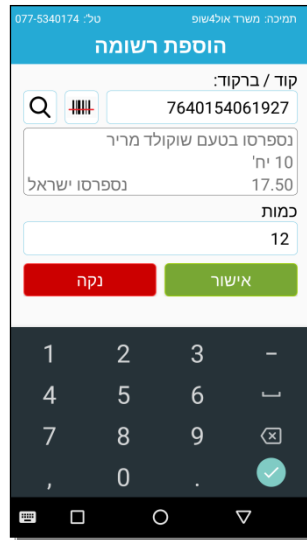 תמיכה: משרד אול4שופ טל': 077-5340174
הוספת רשומה
קוד / ברקוד:
7640154061927
נספרסו בטעם שוקולד מריר
10 יח'
17.50 נספרסו ישראל
כמות
12
אישור נקה
1 2 3 -
4 5 6
7 8 9
, 0 .